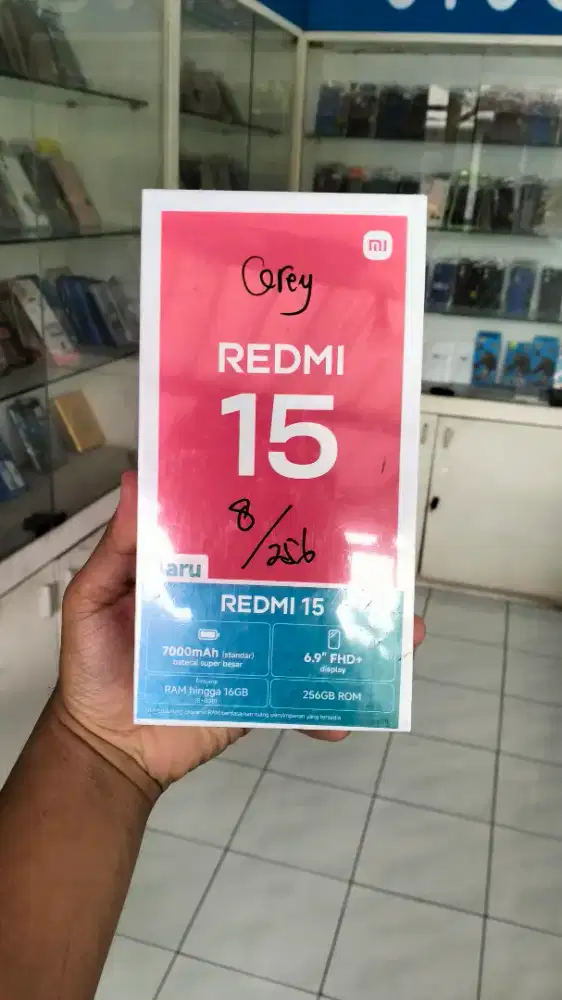 mi
Grey
REDMI
15
8/256
aru
REDMI 15
7000mAh (standar)
baterai super besar
6.9" FHD+
display
RAM hingga 16GB
256GB ROM